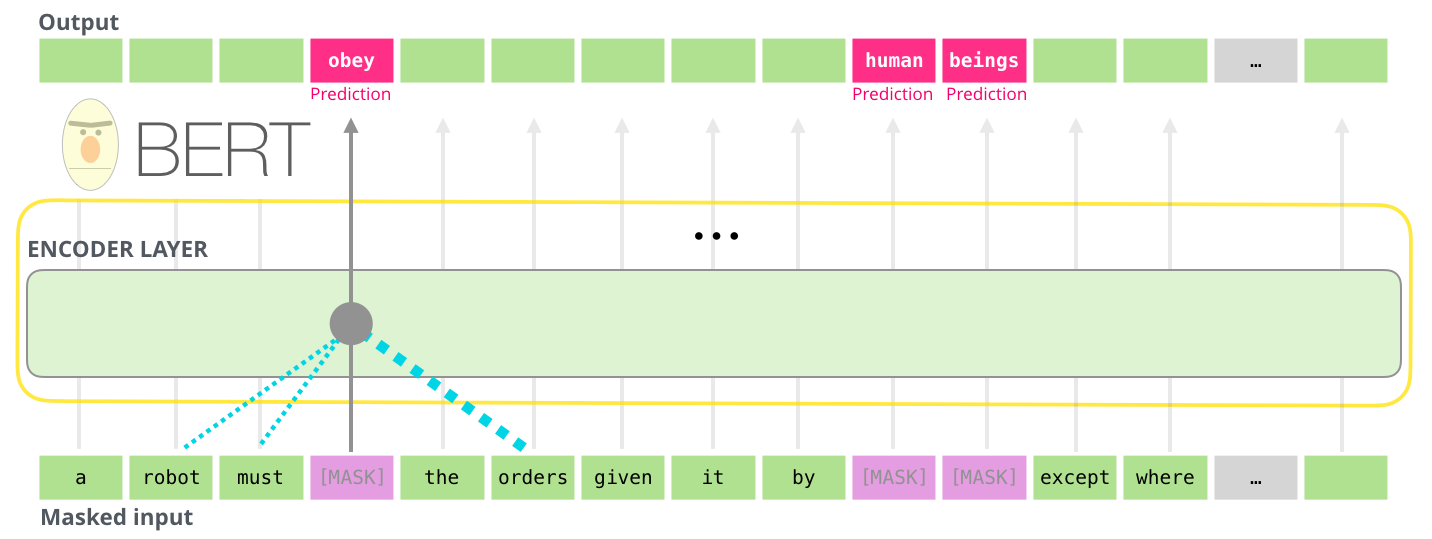 Output
obey human beings …
Prediction Prediction Prediction
BERT
...
ENCODER LAYER
a robot must [MASK] the orders given it by [MASK] [MASK] except where …
Masked input